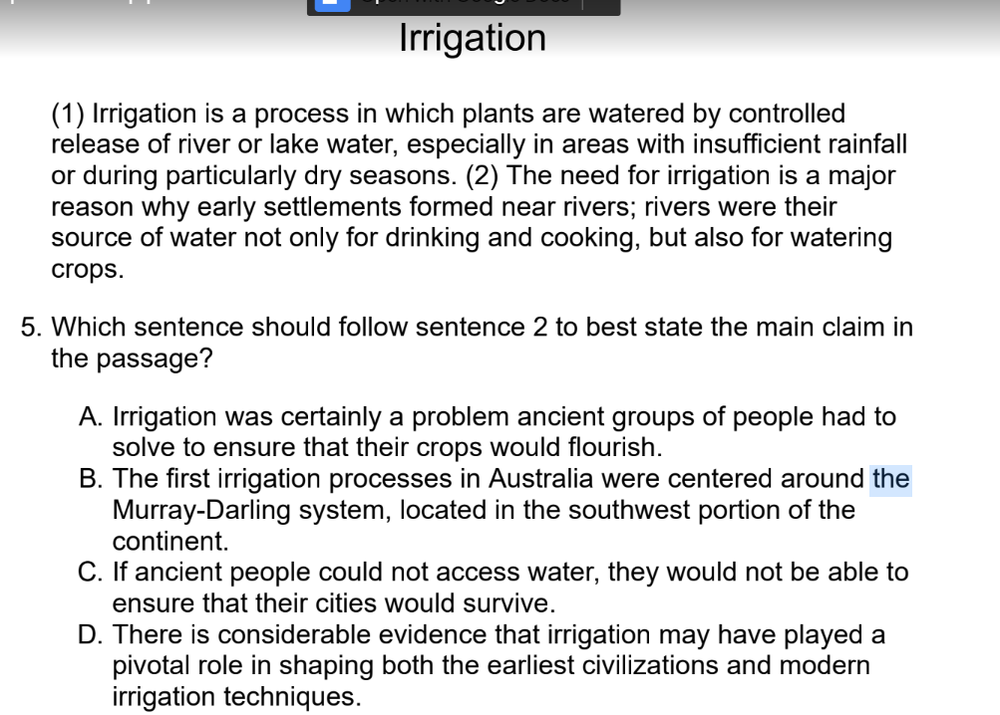 Irrigation
(1) Irrigation is a process in which plants are watered by controlled
release of river or lake water, especially in areas with insufficient rainfall
or during particularly dry seasons. (2) The need for irrigation is a major
reason why early settlements formed near rivers; rivers were their
source of water not only for drinking and cooking, but also for watering
crops.
5. Which sentence should follow sentence 2 to best state the main claim in
the passage?
A. Irrigation was certainly a problem ancient groups of people had to
solve to ensure that their crops would flourish.
B. The first irrigation processes in Australia were centered around the
Murray-Darling system, located in the southwest portion of the
continent.
C. If ancient people could not access water, they would not be able to
ensure that their cities would survive.
D. There is considerable evidence that irrigation may have played a
pivotal role in shaping both the earliest civilizations and modern
irrigation techniques.